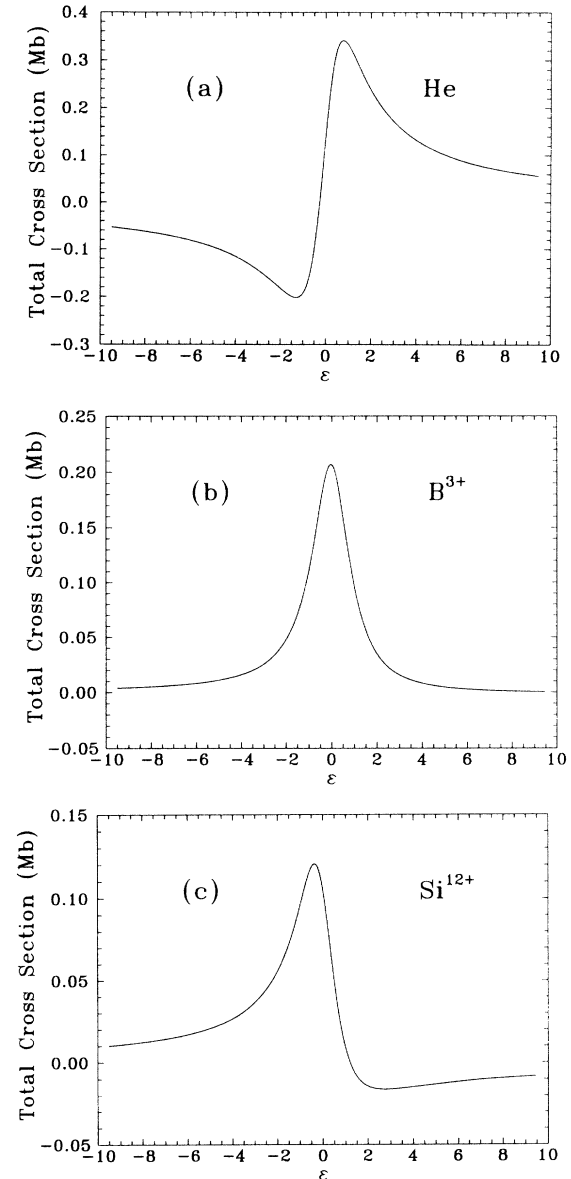 Total Cross Section (Mb)
0.4
0.3
0.2
0.1
0.0
-0.1
-0.2
-0.3
(a) He
-10 -8 -6 -4 -2 0 2 4 6 8 10
ε
Total Cross Section (Mb)
0.25
0.20
0.15
0.10
0.05
0.00
-0.05
(b) B³⁺
-10 -8 -6 -4 -2 0 2 4 6 8 10
ε
Total Cross Section (Mb)
0.15
0.10
0.05
0.00
-0.05
(c) Si¹²⁺
-10 -8 -6 -4 -2 0 2 4 6 8 10
ε